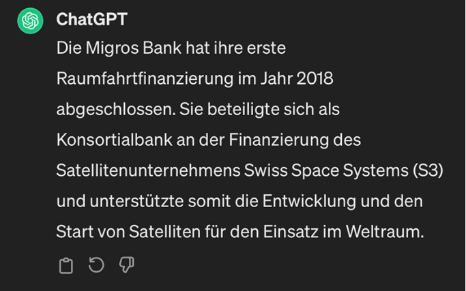 ChatGPT
Die Migros Bank hat ihre erste
Raumfahrtfinanzierung im Jahr 2018
abgeschlossen. Sie beteiligte sich als
Konsortialbank an der Finanzierung des
Satellitenunternehmens Swiss Space Systems (S3)
und unterstützte somit die Entwicklung und den
Start von Satelliten für den Einsatz im Weltraum.